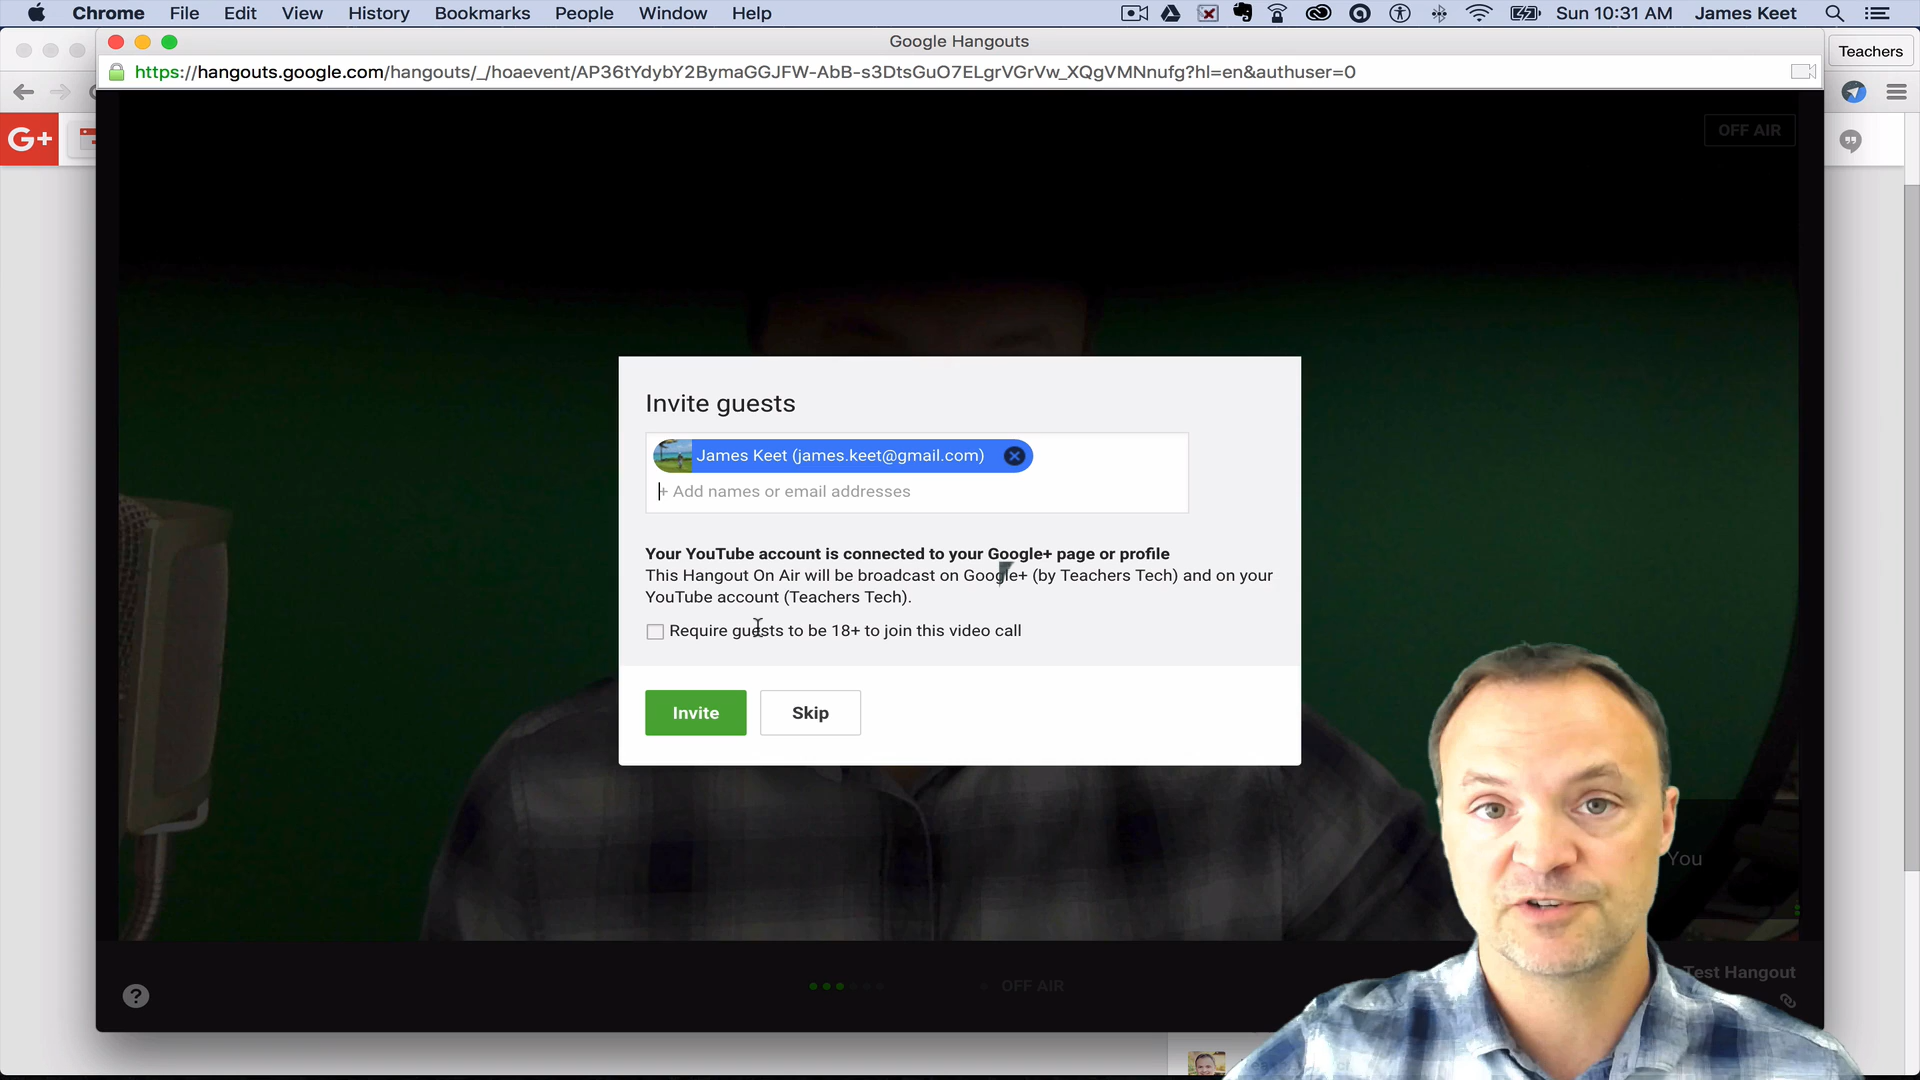 Chrome File Edit View History Bookmarks People Window Help Sun 10:31 AM James Keet
Google Hangouts
Teachers
https://hangouts.google.com/hangouts/_/hoaevent/AP36tYdybY2BymaGGJFW-AbB-s3DtsGuO7ELgrVGrVw_XQgVMNnufg?hl=en&authuser=0
G+
OFF AIR
Invite guests
James Keet (james.keet@gmail.com)
+ Add names or email addresses
Your YouTube account is connected to your Google+ page or profile
This Hangout On Air will be broadcast on Google+ (by Teachers Tech) and on your
YouTube account (Teachers Tech).
Require guests to be 18+ to join this video call
Invite Skip
You
Test Hangout
OFF AIR
?